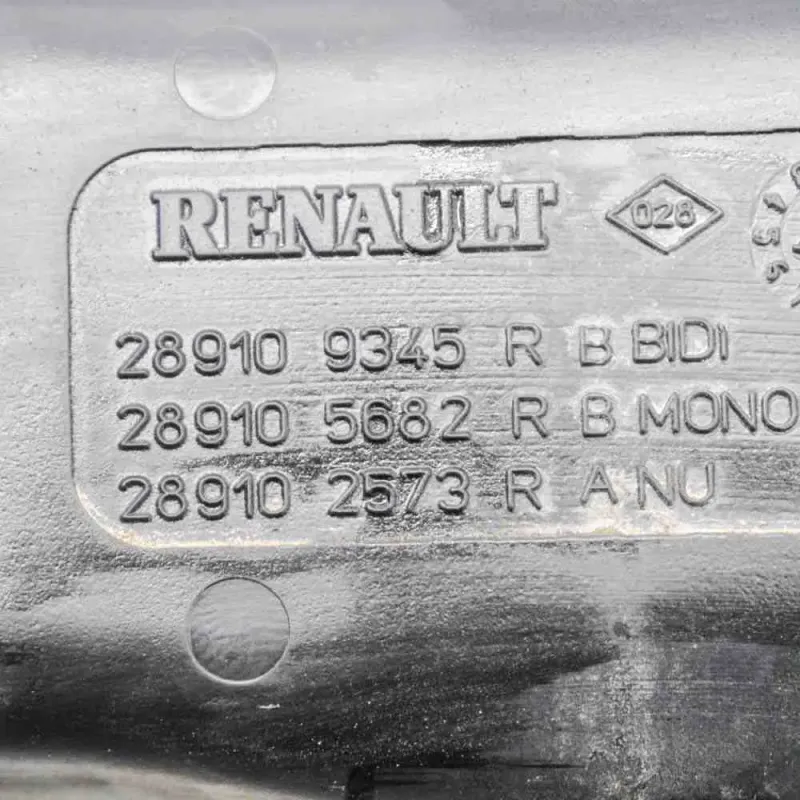 RENAULT 028
28910 9345 R B BIDI
28910 5682 R B MONO
28910 2573 R A NU